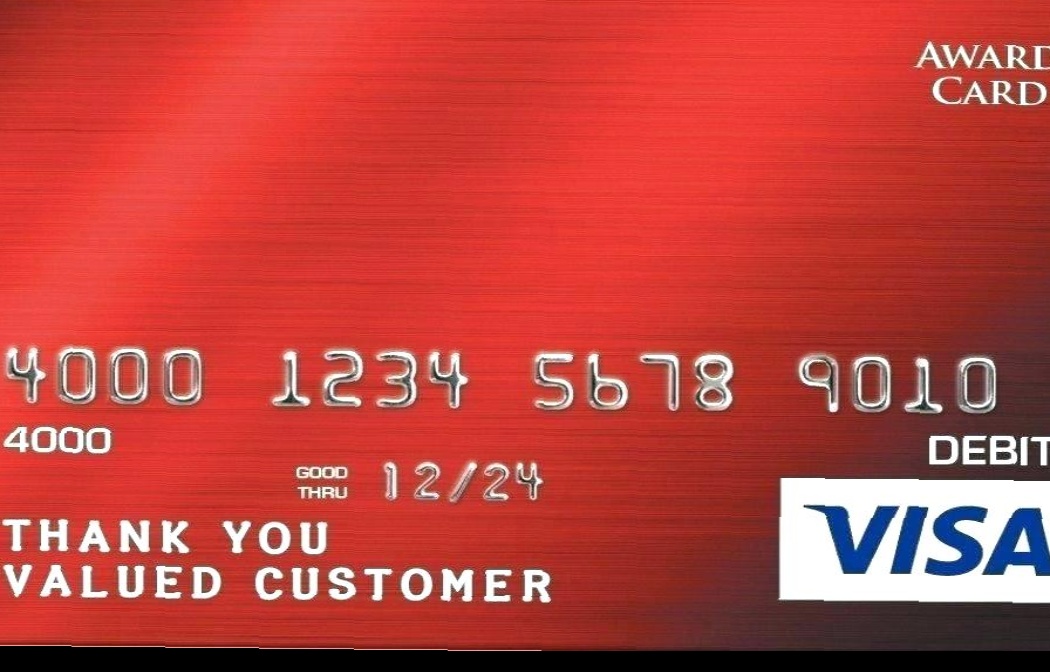 AWARD
CARD
4000 1234 5678 9010
4000
DEBIT
GOOD
THRU
12/24
THANK YOU
VALUED CUSTOMER
VISA